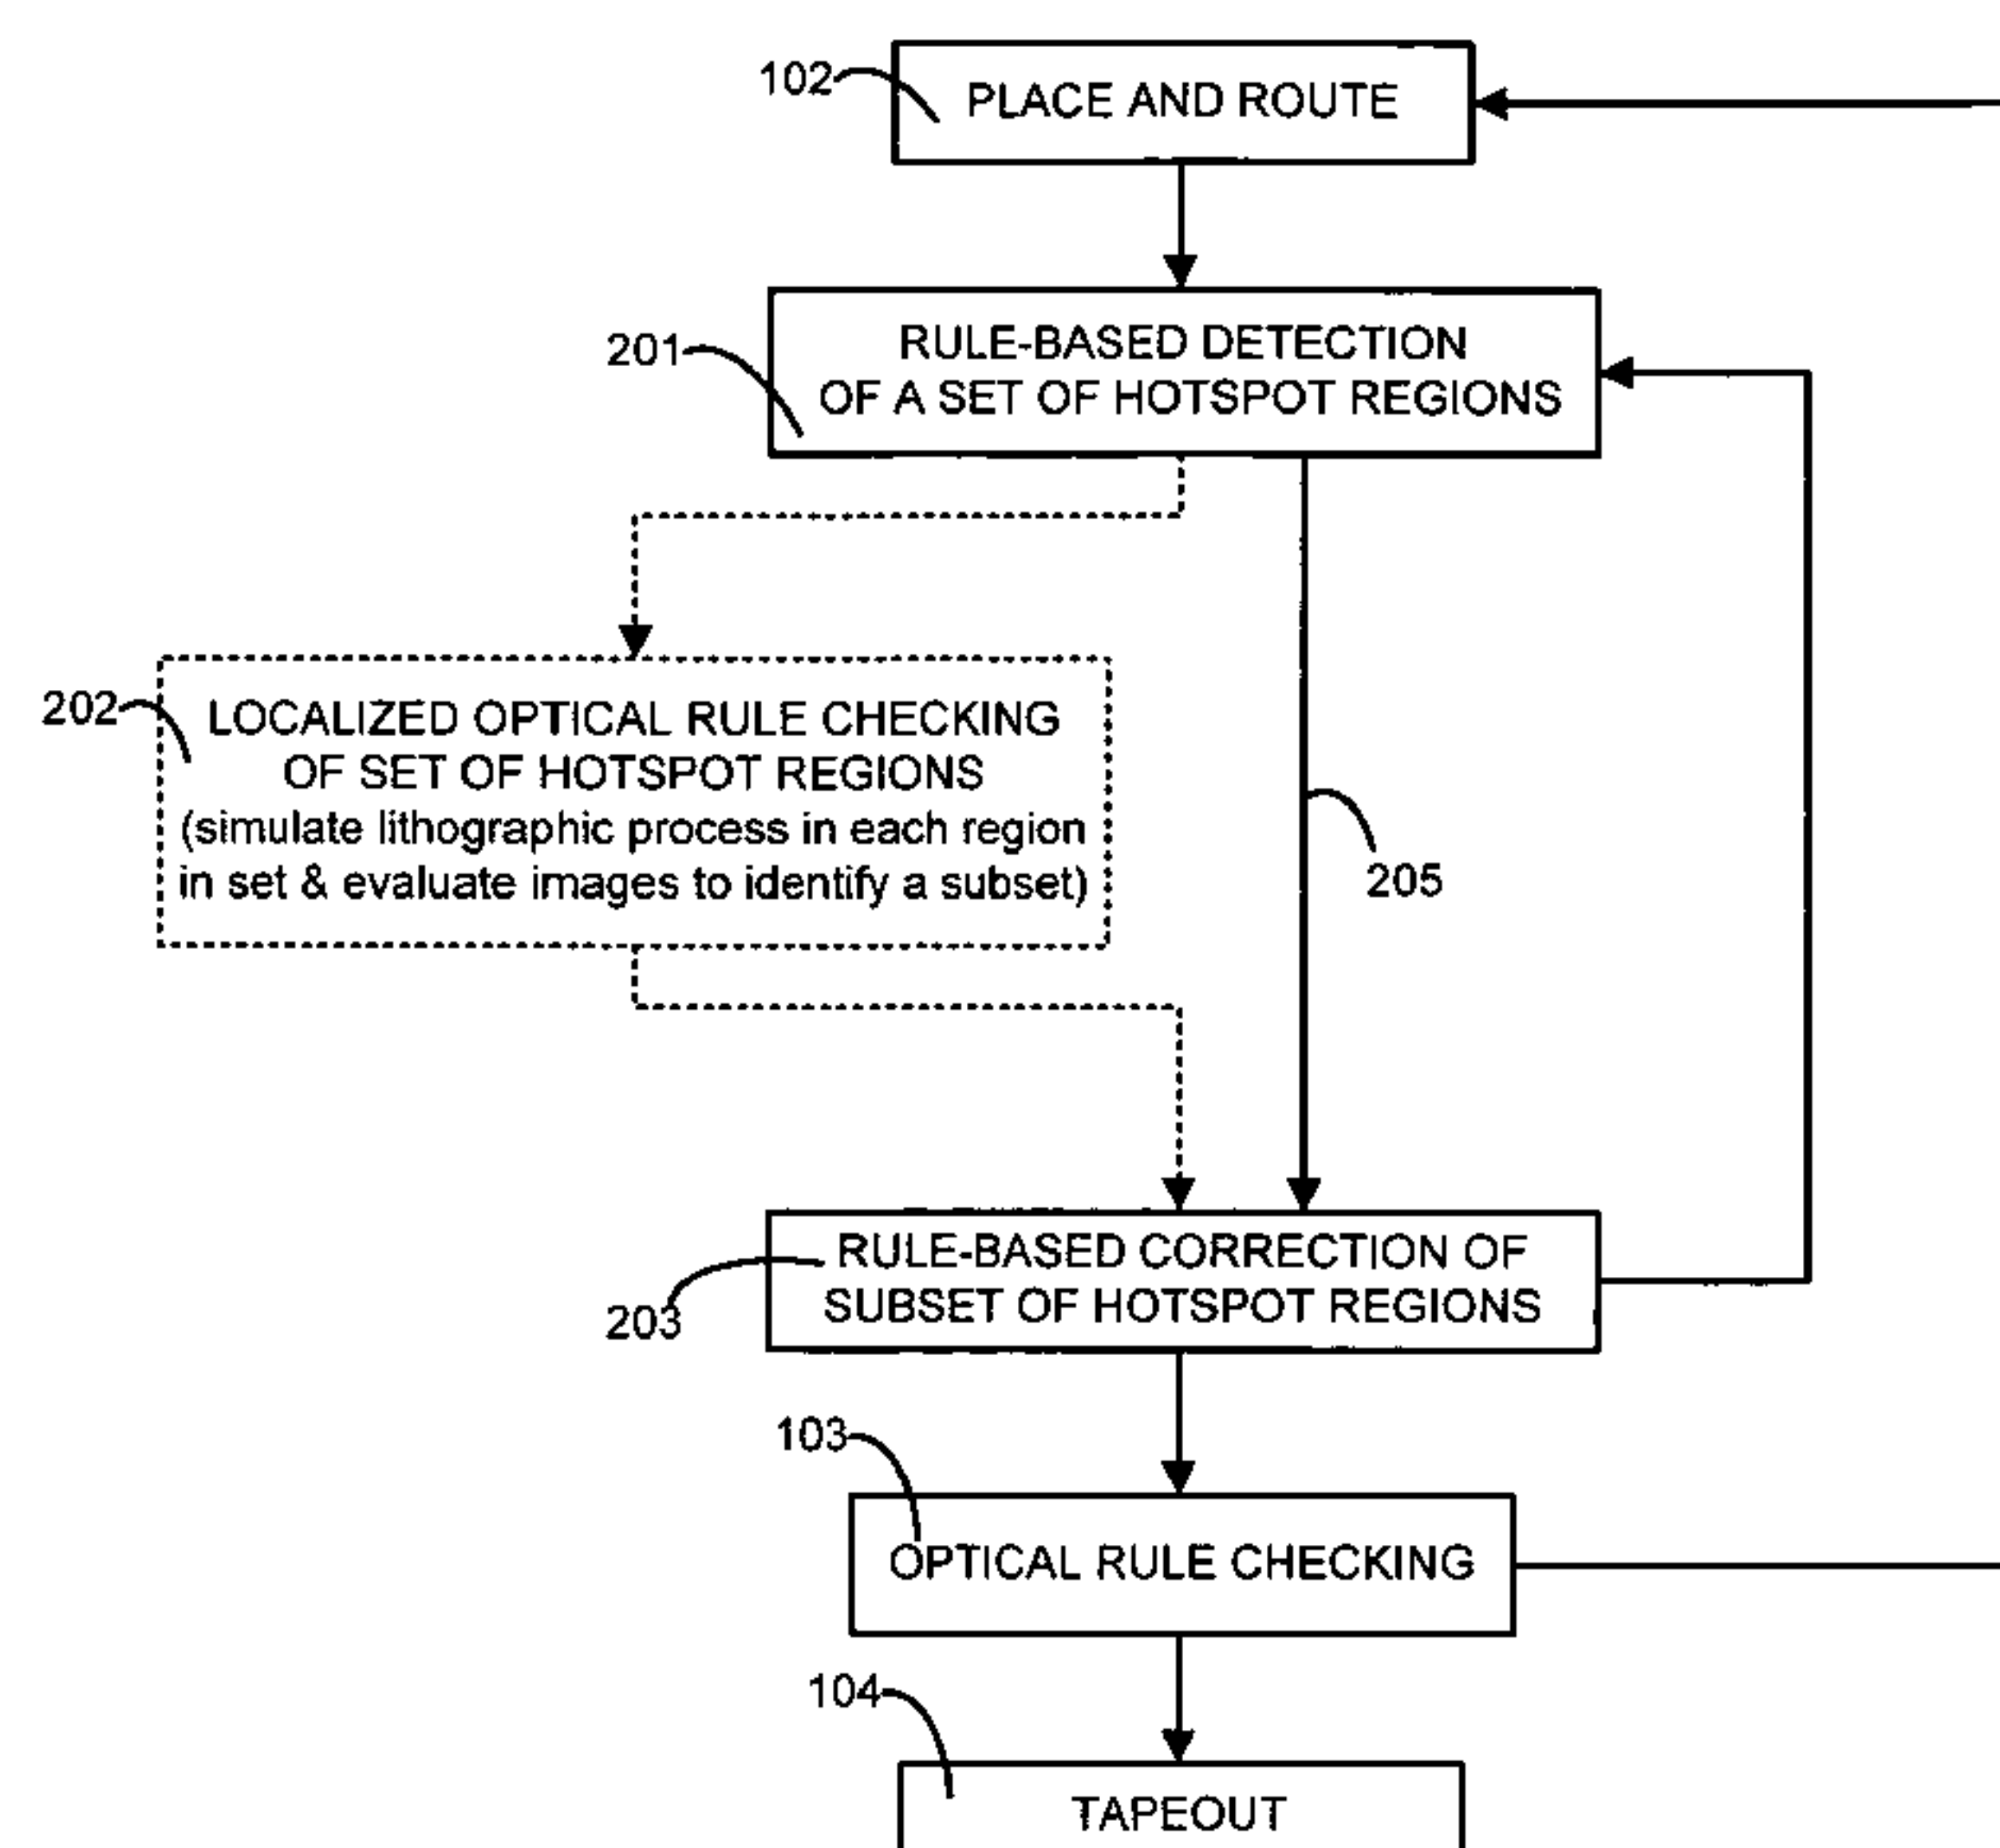 102
PLACE AND ROUTE
201
RULE-BASED DETECTION
OF A SET OF HOTSPOT REGIONS
202
LOCALIZED OPTICAL RULE CHECKING
OF SET OF HOTSPOT REGIONS
(simulate lithographic process in each region
in set & evaluate images to identify a subset)
205
203
RULE-BASED CORRECTION OF
SUBSET OF HOTSPOT REGIONS
103
OPTICAL RULE CHECKING
104
TAPEOUT